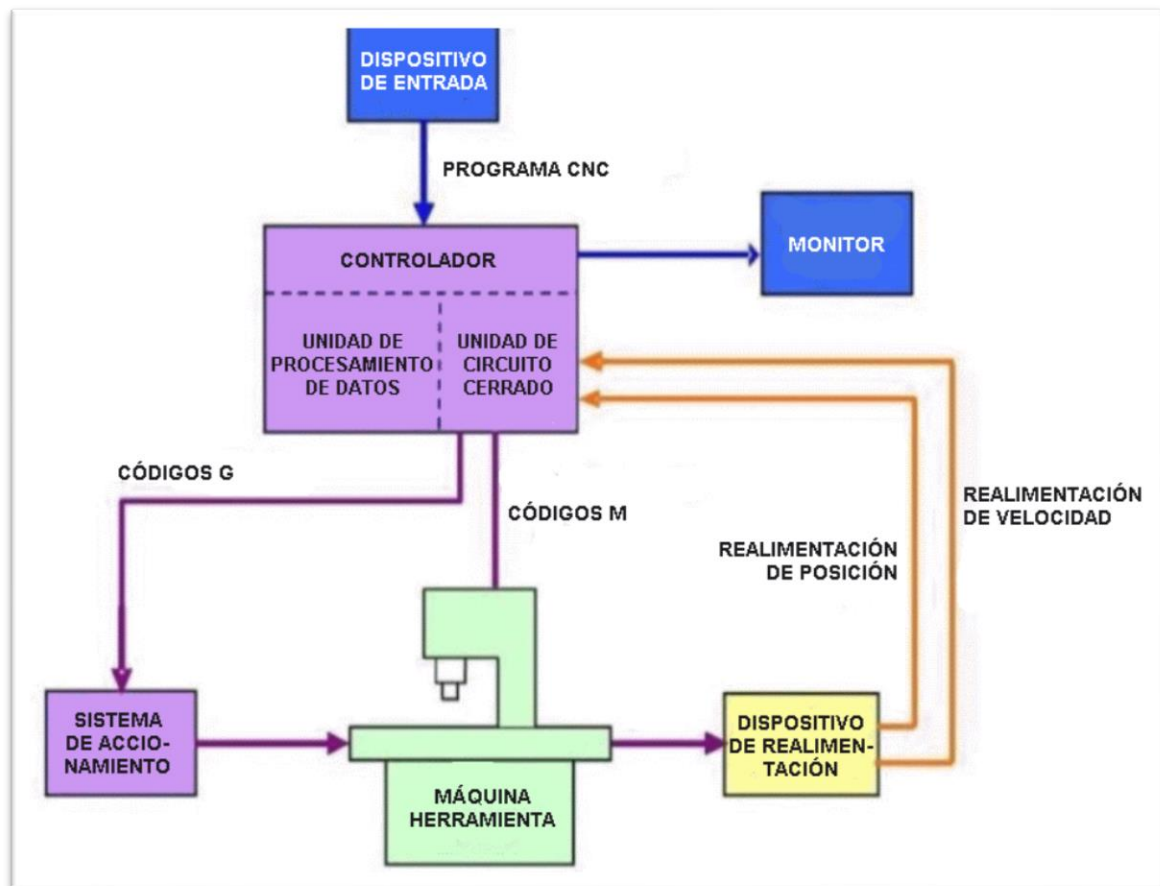 DISPOSITIVO
DE ENTRADA
PROGRAMA CNC
CONTROLADOR
MONITOR
UNIDAD DE
PROCESAMIENTO
DE DATOS
UNIDAD DE
CIRCUITO
CERRADO
CÓDIGOS G
CÓDIGOS M
REALIMENTACIÓN
DE VELOCIDAD
REALIMENTACIÓN
DE POSICIÓN
SISTEMA
DE ACCIO-
NAMIENTO
MÁQUINA
HERRAMIENTA
DISPOSITIVO
DE REALIMEN-
TACIÓN